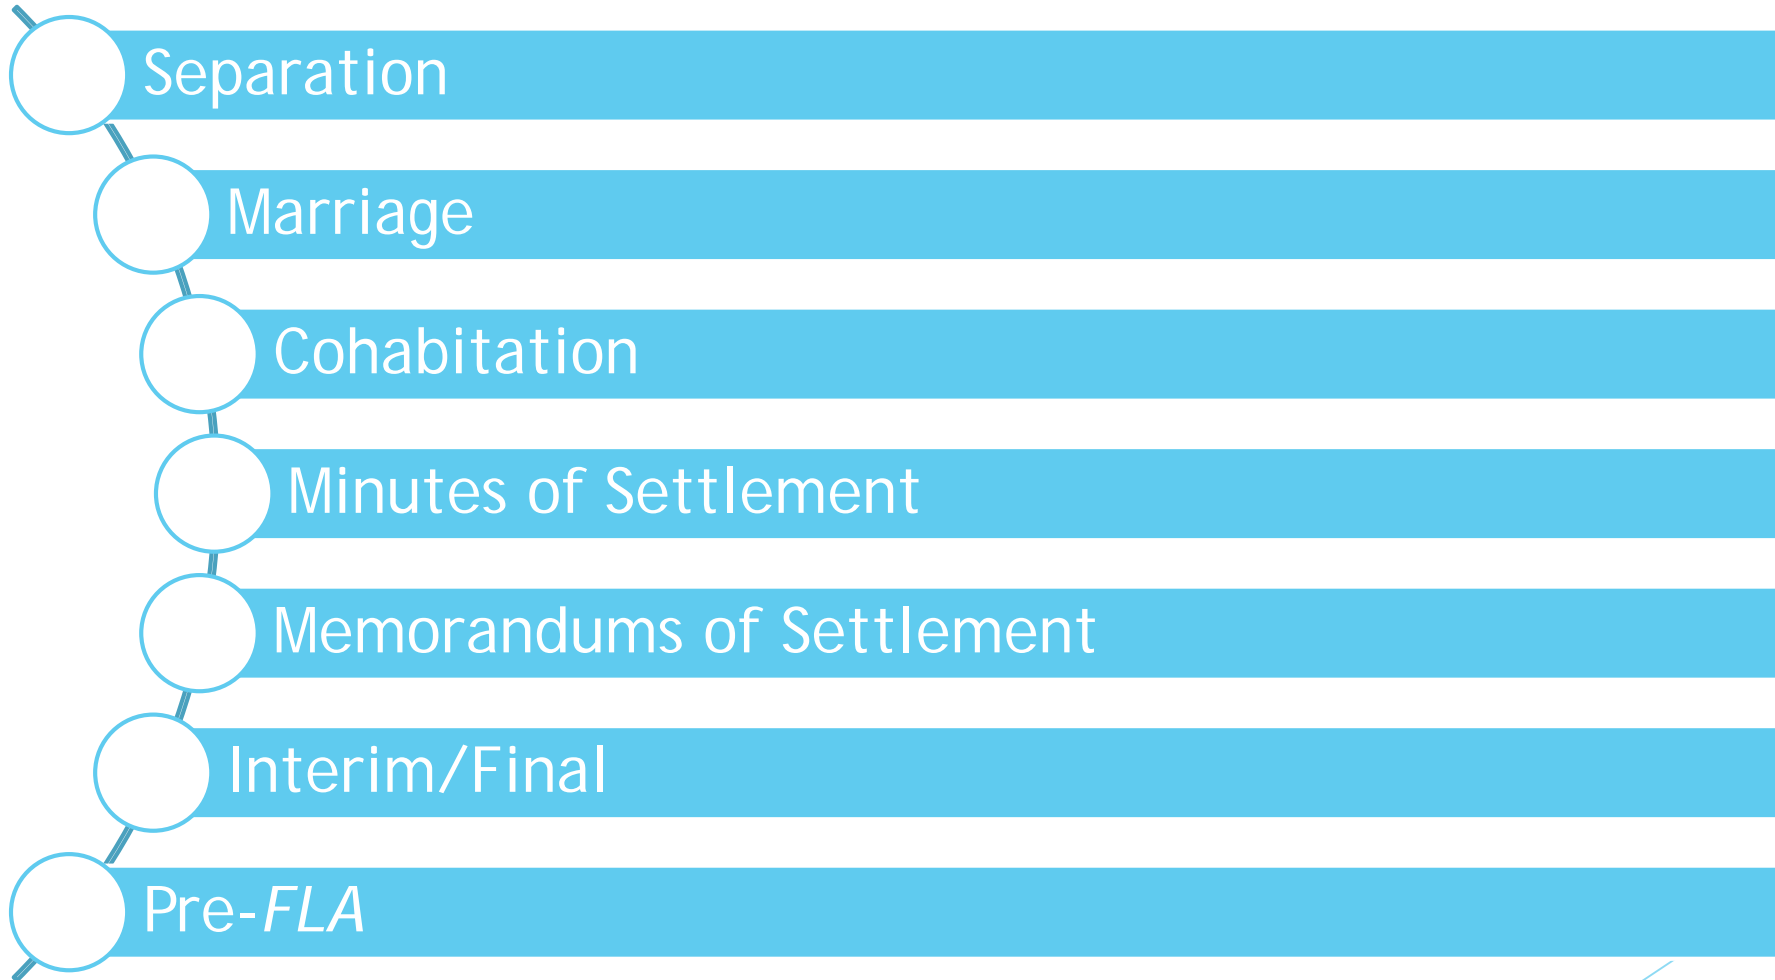 Separation
Marriage
Cohabitation
Minutes of Settlement
Memorandums of Settlement
Interim/Final
Pre-FLA